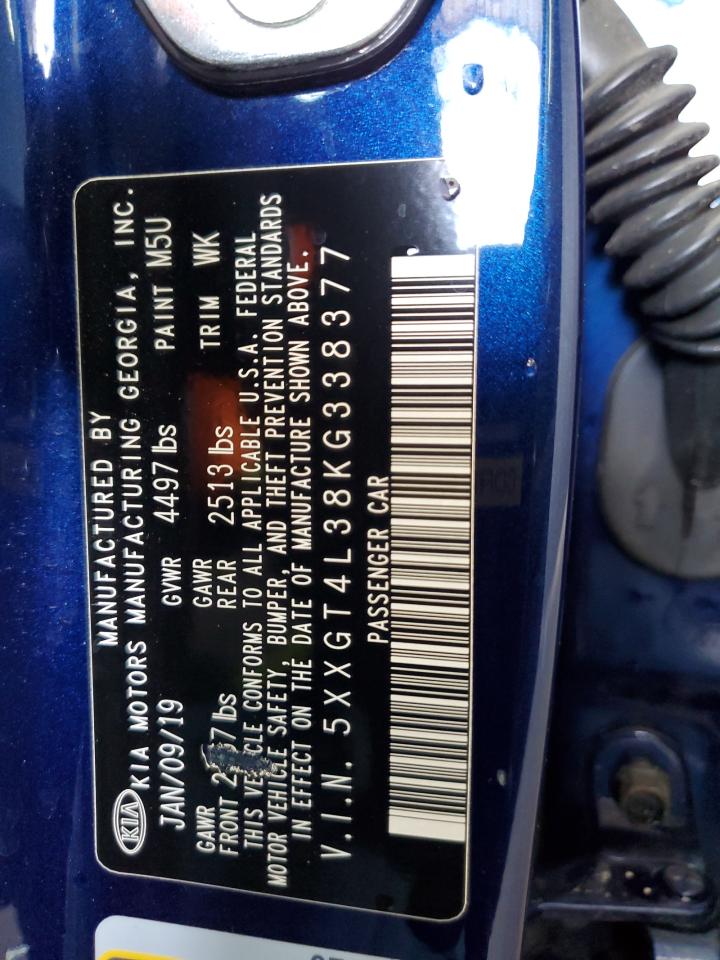 MANUFACTURED BY
KIA KIA MOTORS MANUFACTURING GEORGIA, INC.
JAN/09/19 GVWR 4497 lbs PAINT M5U
GAWR GAWR
FRONT lbs REAR 2513 lbs TRIM WK
THIS CONFORMS TO ALL APPLICABLE U.S.A. FEDERAL
MOTOR VEHICLE SAFETY, BUMPER, AND THEFT PREVENTION STANDARDS
IN EFFECT ON THE DATE OF MANUFACTURE SHOWN ABOVE.
V.I.N. 5XXGT4L38KG338377
PASSENGER CAR